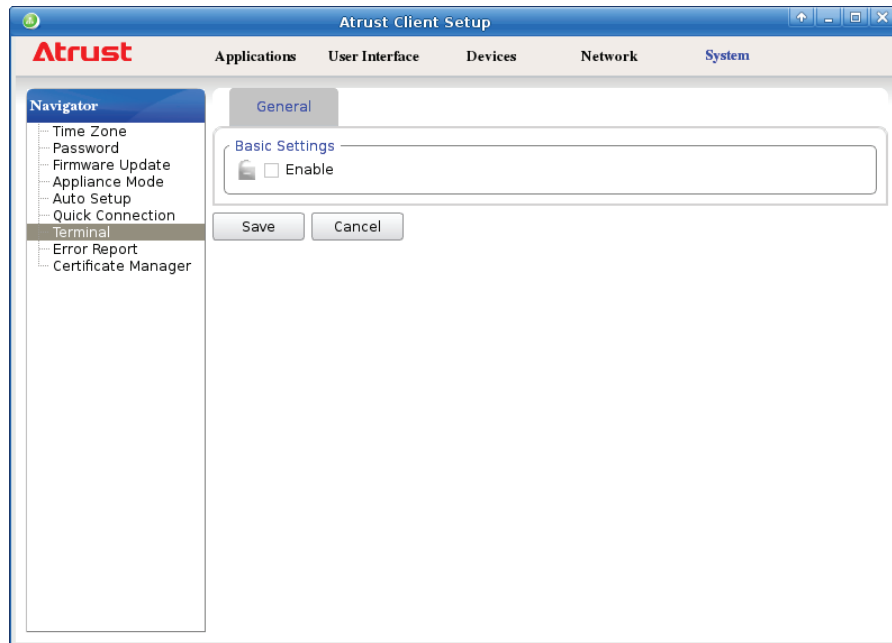 Atrust Client Setup
Atrust
Applications User Interface Devices Network System
Navigator
Time Zone
Password
Firmware Update
Appliance Mode
Auto Setup
Quick Connection
Terminal
Error Report
Certificate Manager
General
Basic Settings
Enable
Save Cancel